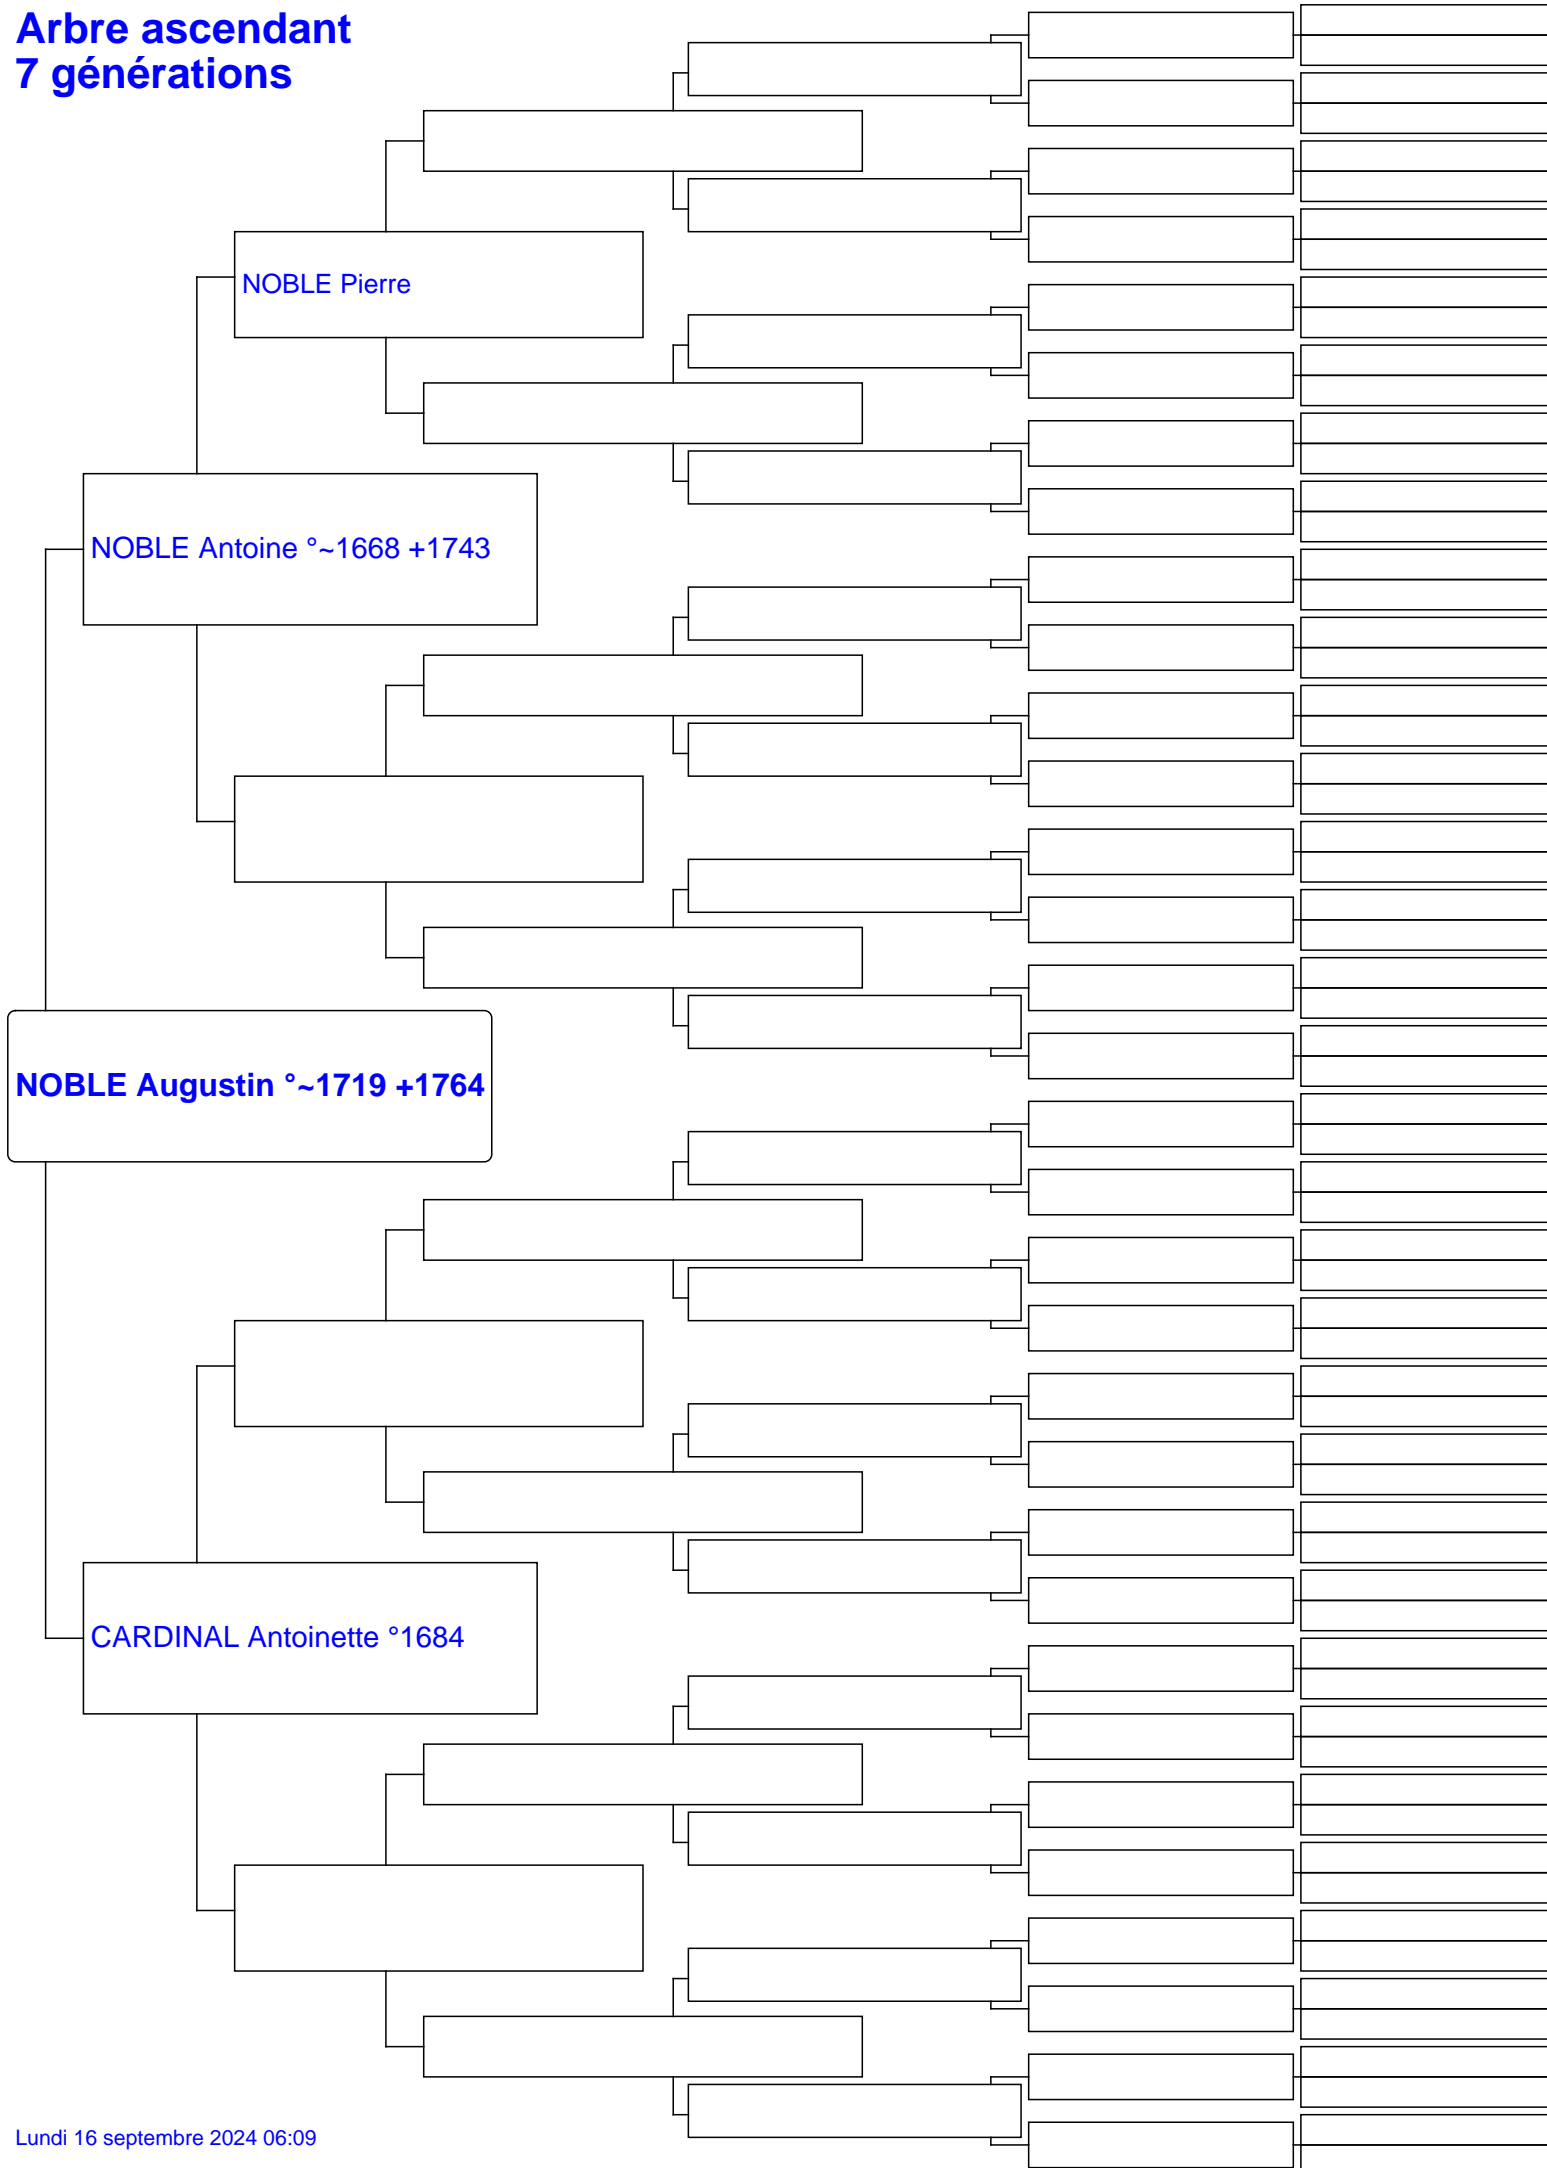 Arbre ascendant
7 générations
NOBLE Pierre
NOBLE Antoine °~1668 +1743
NOBLE Augustin °~1719 +1764
CARDINAL Antoinette °1684
Lundi 16 septembre 2024 06:09